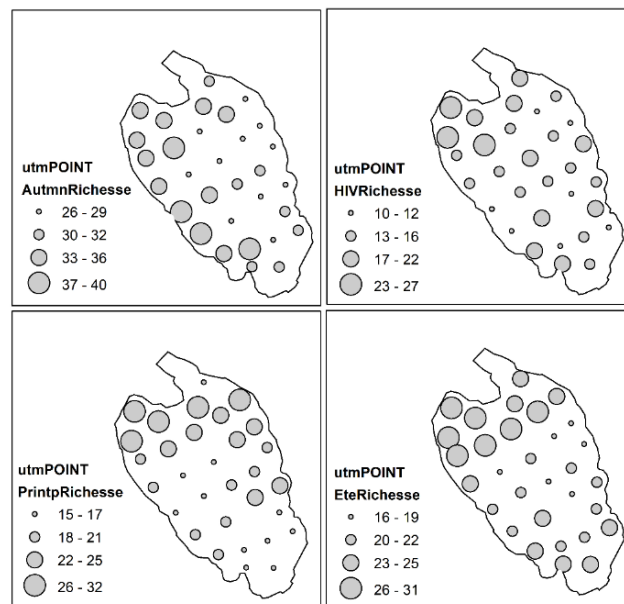 utmPOINT
AutmnRichesse
26 - 29
30 - 32
33 - 36
37 - 40
utmPOINT
HIVRichesse
10 - 12
13 - 16
17 - 22
23 - 27
utmPOINT
PrintpRichesse
15 - 17
18 - 21
22 - 25
26 - 32
utmPOINT
EteRichesse
16 - 19
20 - 22
23 - 25
26 - 31